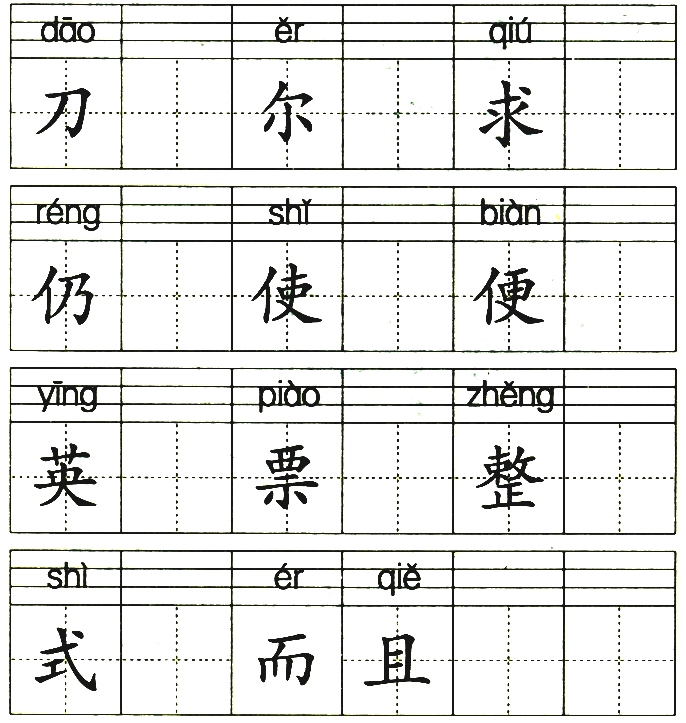 dāo ěr qiú
刀 尔 求
réng shǐ biàn
仍 使 便
yīng piào zhěng
英 票 整
shì ér qiě
式 而 且